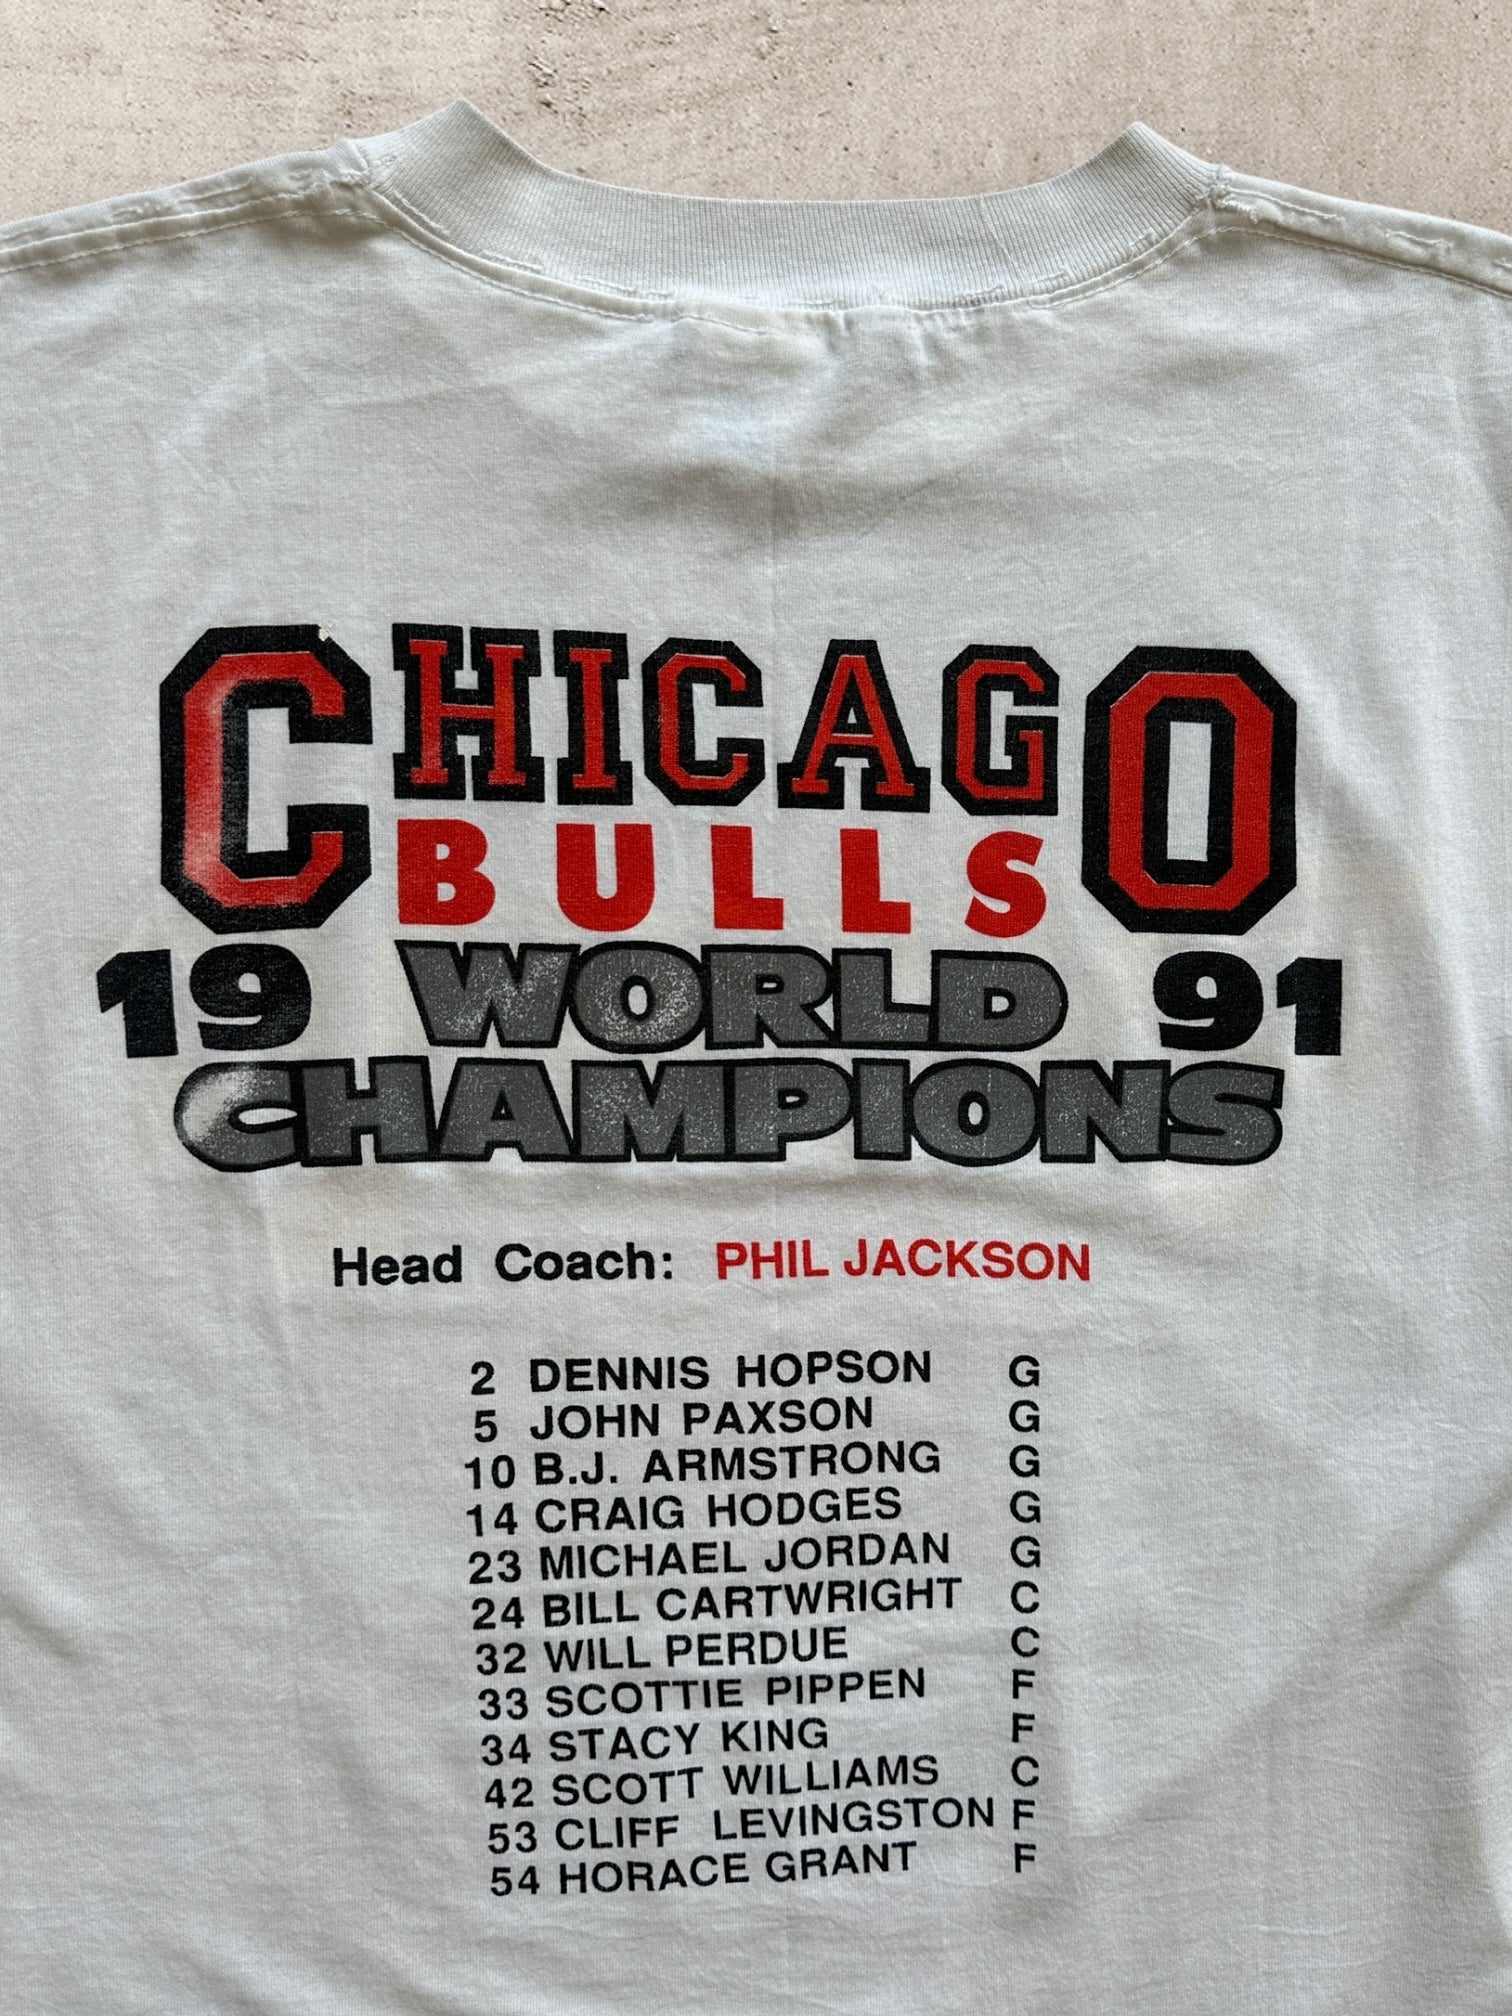 CHICAGO
BULLS
19 WORLD 91
CHAMPIONS
Head Coach: PHIL JACKSON
2 DENNIS HOPSON G
5 JOHN PAXSON G
10 B.J. ARMSTRONG G
14 CRAIG HODGES G
23 MICHAEL JORDAN G
24 BILL CARTWRIGHT C
32 WILL PERDUE C
33 SCOTTIE PIPPEN F
34 STACY KING F
42 SCOTT WILLIAMS C
53 CLIFF LEVINGSTON F
54 HORACE GRANT F